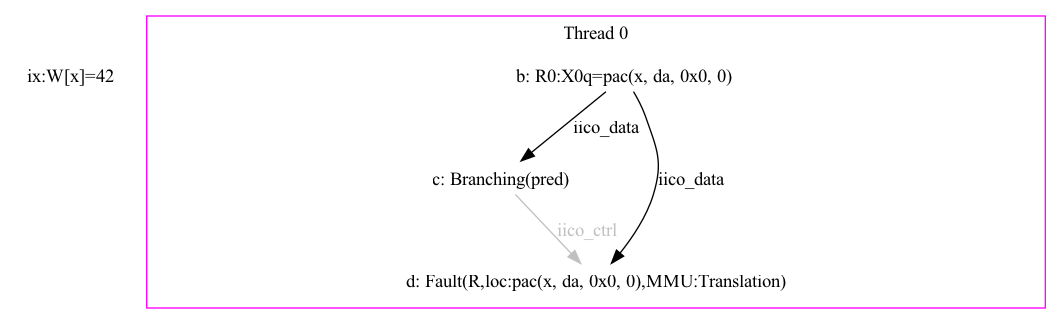 Thread 0
ix:W[x]=42
b: R0:X0q=pac(x, da, 0x0, 0)
iico_data
c: Branching(pred)
iico_data
iico_ctrl
d: Fault(R,loc:pac(x, da, 0x0, 0),MMU:Translation)